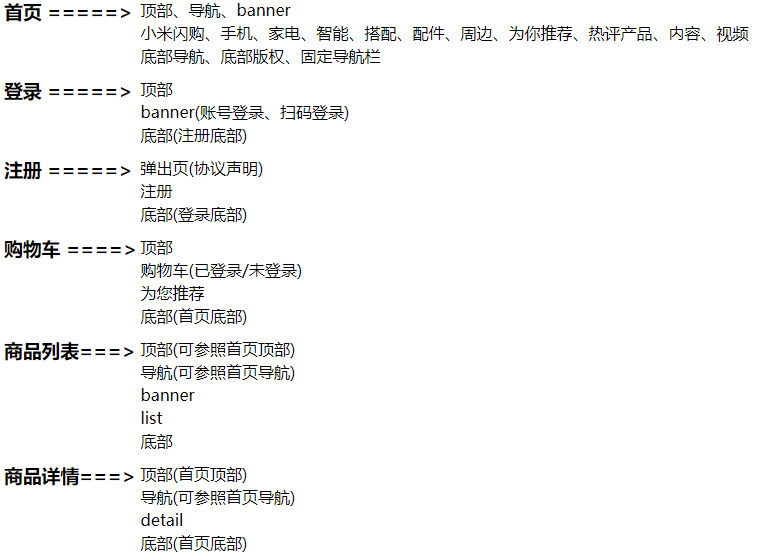 首页 =====> 顶部、导航、banner
小米闪购、手机、家电、智能、搭配、配件、周边、为你推荐、热评产品、内容、视频
底部导航、底部版权、固定导航栏
登录 =====> 顶部
banner(账号登录、扫码登录)
底部(注册底部)
注册 =====> 弹出页(协议声明)
注册
底部(登录底部)
购物车 ====> 顶部
购物车(已登录/未登录)
为您推荐
底部(首页底部)
商品列表===> 顶部(可参照首页顶部)
导航(可参照首页导航)
banner
list
底部
商品详情===> 顶部(首页顶部)
导航(可参照首页导航)
detail
底部(首页底部)